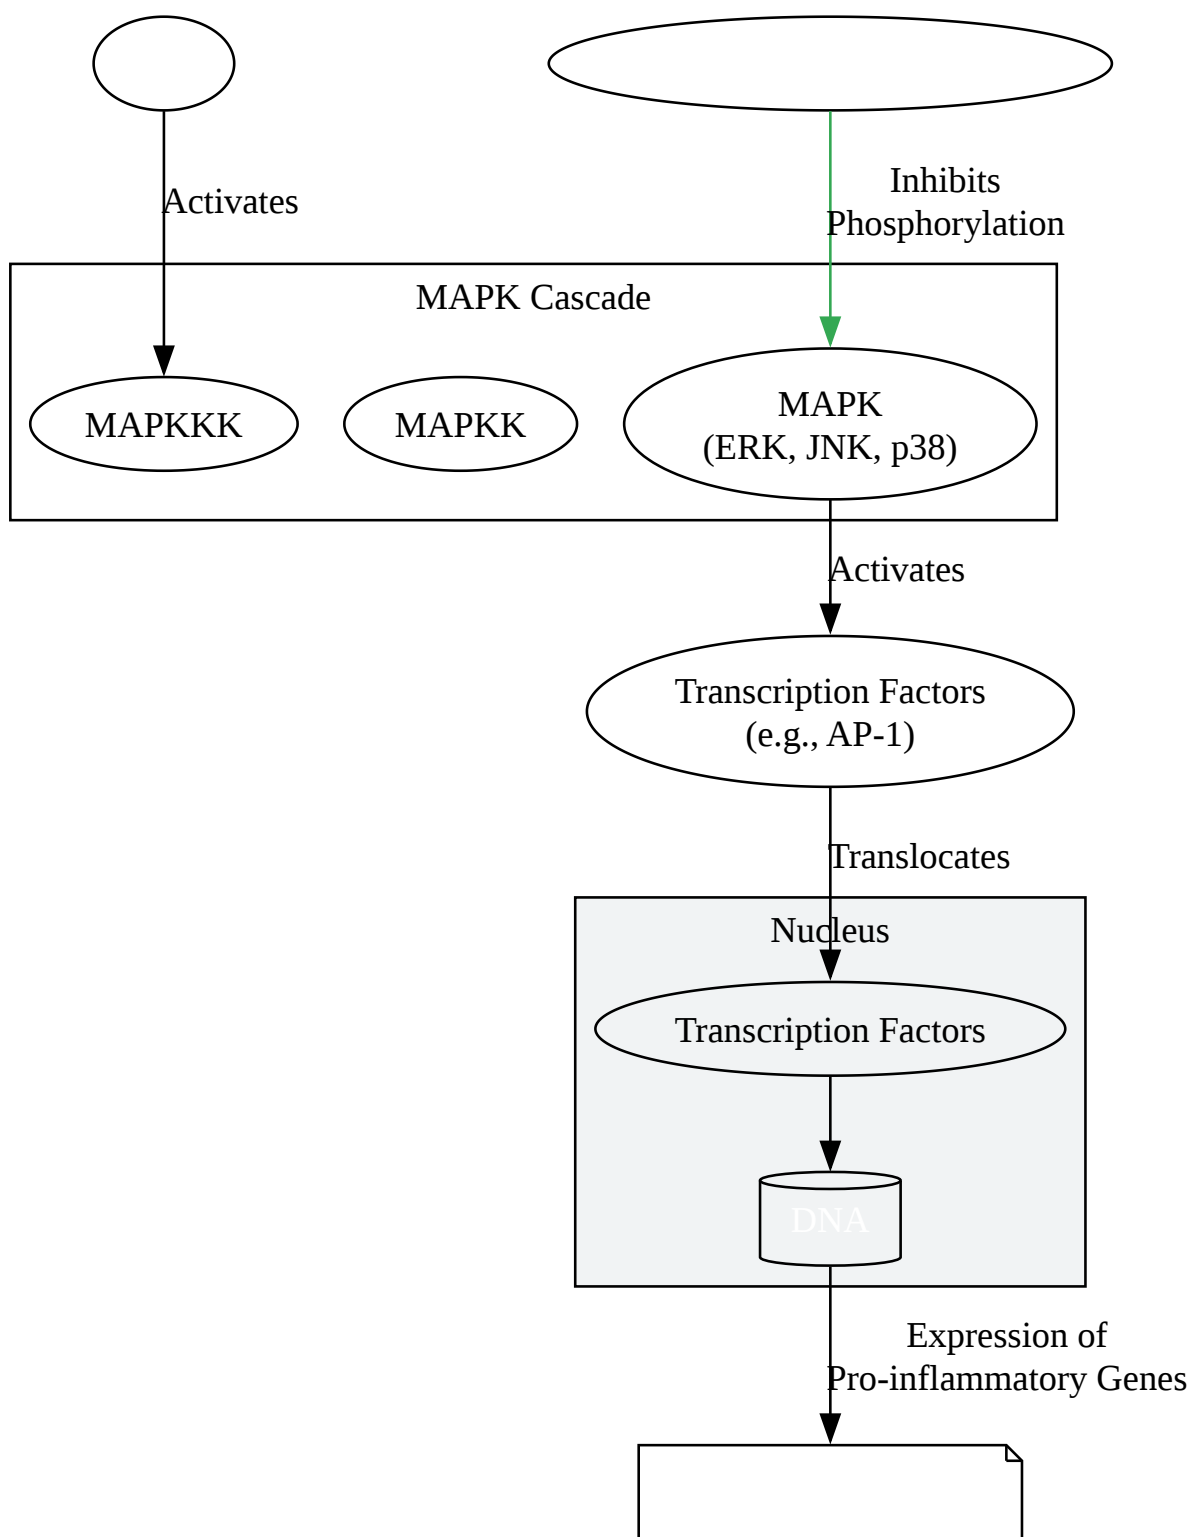 Activates
Inhibits
Phosphorylation
MAPK Cascade
MAPKKK
MAPKK
MAPK
(ERK, JNK, p38)
Activates
Transcription Factors
(e.g., AP-1)
Translocates
Nucleus
Transcription Factors
DNA
Expression of
Pro-inflammatory Genes